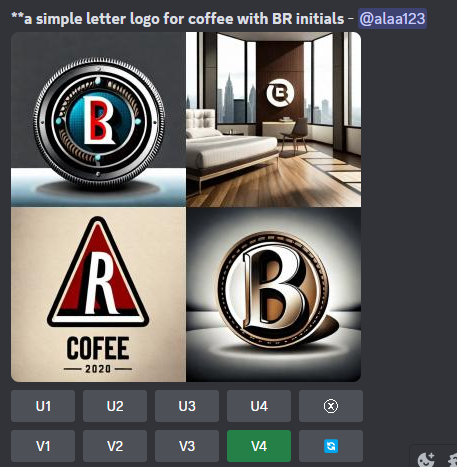 **a simple letter logo for coffee with BR initials - @alaa123
R
B
R
COFEE
2020
B
U1 U2 U3 U4
V1 V2 V3 V4